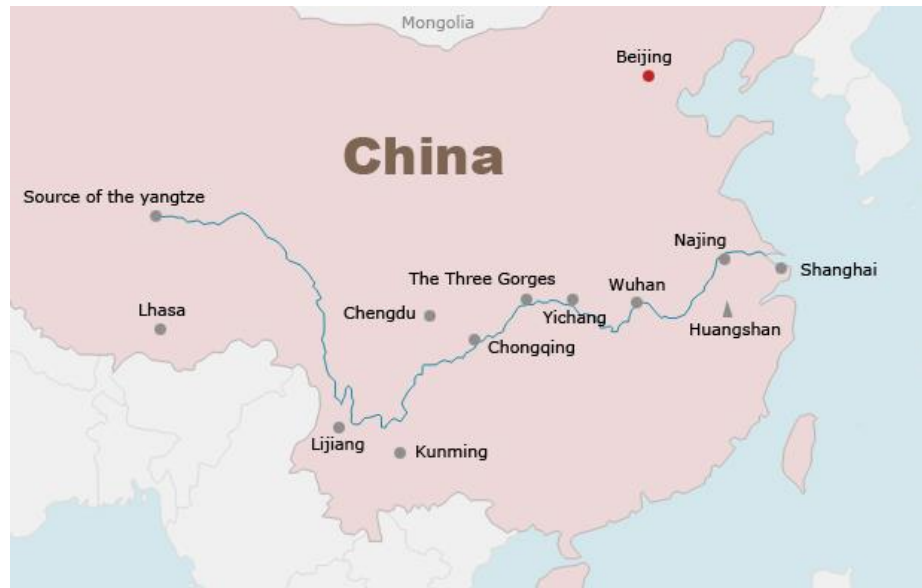 Mongolia
Beijing
China
Source of the yangtze
Najing
Shanghai
The Three Gorges
Wuhan
Lhasa
Chengdu
Yichang
Huangshan
Chongqing
Lijiang
Kunming